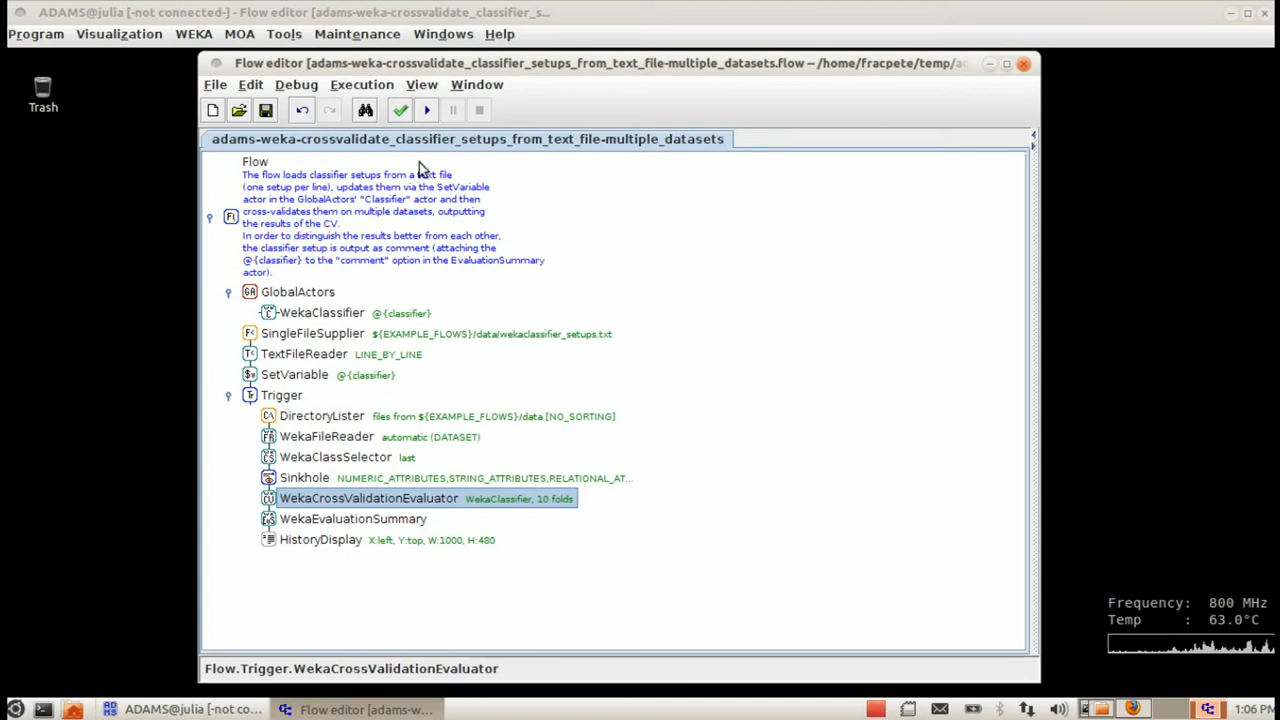 ADAMS@julia [-not connected-] - Flow editor [adams-weka-crossvalidate_classifier_s...
Program Visualization WEKA MOA Tools Maintenance Windows Help
Trash
Flow editor [adams-weka-crossvalidate_classifier_setups_from_text_file-multiple_datasets.flow – /home/fracpete/temp/
File Edit Debug Execution View Window
adams-weka-crossvalidate_classifier_setups_from_text_file-multiple_datasets
Flow
The flow loads classifier setups from a text file
(one setup per line), updates them via the SetVariable
actor in the GlobalActors' "Classifier" actor and then
cross-validates them on multiple datasets, outputting
the results of the CV.
In order to distinguish the results better from each other,
the classifier setup is output as comment (attaching the
@{classifier} to the "comment" option in the EvaluationSummary
actor).
GlobalActors
WekaClassifier @{classifier}
SingleFileSupplier ${EXAMPLE_FLOWS}/data/wekaclassifier_setups.txt
TextFileReader LINE_BY_LINE
SetVariable @{classifier}
Trigger
DirectoryLister files from ${EXAMPLE_FLOWS}/data [NO_SORTING]
WekaFileReader automatic (DATASET)
WekaClassSelector last
Sinkhole NUMERIC_ATTRIBUTES,STRING_ATTRIBUTES,RELATIONAL_AT...
WekaCrossValidationEvaluator WekaClassifier, 10 folds
WekaEvaluationSummary
HistoryDisplay X:left, Y:top, W:1000, H:480
Frequency: 800 MHz
Temp : 63.0°C
Flow.Trigger.WekaCrossValidationEvaluator
ADAMS@julia [-not co... Flow editor [adams-w... 1:06 PM